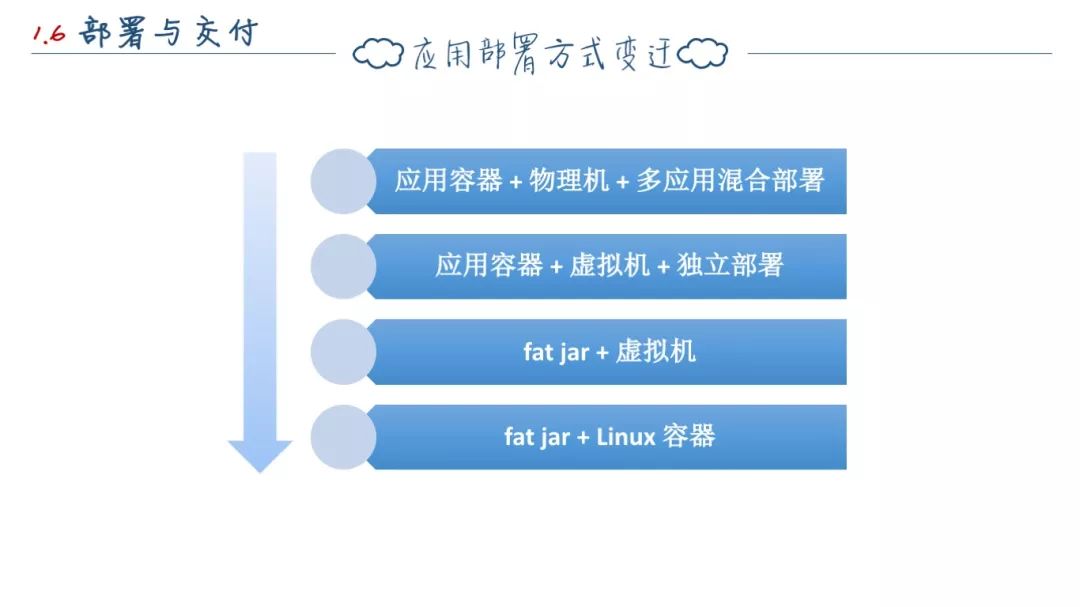 1.6 部署与交付
应用部署方式变迁
应用容器 + 物理机 + 多应用混合部署
应用容器 + 虚拟机 + 独立部署
fat jar + 虚拟机
fat jar + Linux 容器